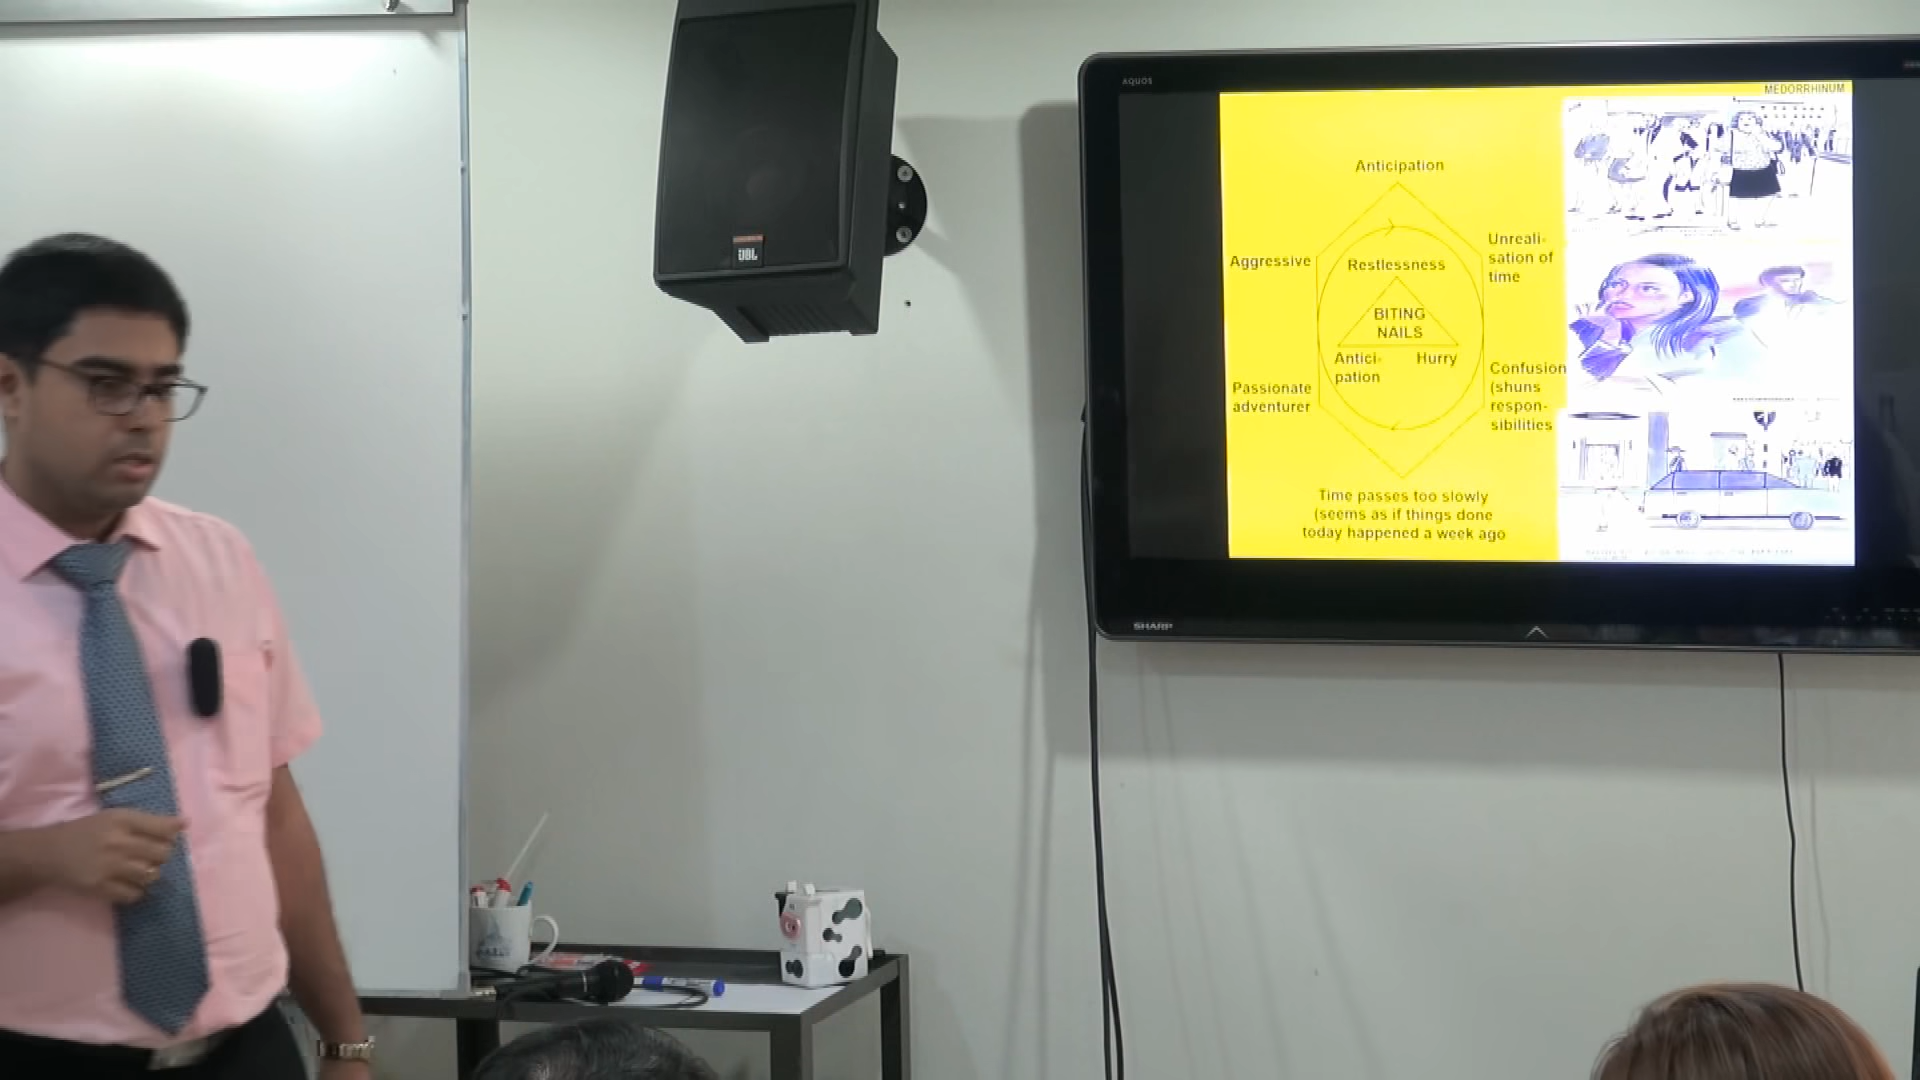 JBL
AQUOS
MEDORRHINUM
Anticipation
Aggressive
Unreali-
sation of
time
Restlessness
BITING
NAILS
Antici-
pation
Hurry
Passionate
adventurer
Confusion
(shuns
respon-
sibilities
Time passes too slowly
(seems as if things done
today happened a week ago
SHARP